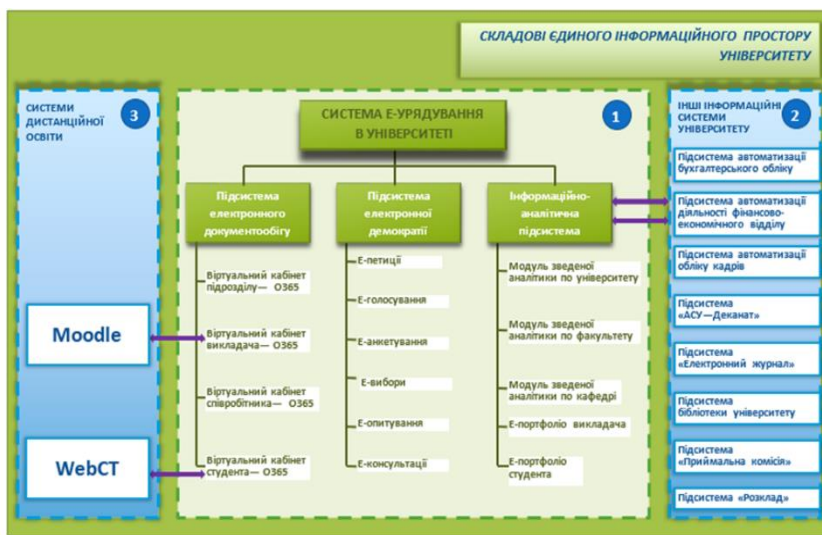 СКЛАДОВІ ЄДИНОГО ІНФОРМАЦІЙНОГО ПРОСТОРУ
УНІВЕРСИТЕТУ
СИСТЕМИ
ДИСТАНЦІЙНОЇ
ОСВІТИ
3
Moodle
WebCT
СИСТЕМА Е-УРЯДУВАННЯ
В УНІВЕРСИТЕТІ
1
Підсистема
електронного
документообігу
Віртуальний кабінет
підрозділу— О365
Віртуальний кабінет
викладача— О365
Віртуальний кабінет
співробітника— О365
Віртуальний кабінет
студента— О365
Підсистема
електронної
демократії
Е-петиції
Е-голосування
Е-анкетування
Е-вибори
Е-опитування
Е-консультації
Інформаційно-
аналітична
підсистема
Модуль зведеної
аналітики по університету
Модуль зведеної
аналітики по факультету
Модуль зведеної
аналітики по кафедрі
Е-портфоліо викладача
Е-портфоліо
студента
ІНШІ ІНФОРМАЦІЙНІ
СИСТЕМИ
УНІВЕРСИТЕТУ
2
Підсистема автоматизації
бухгалтерського обліку
Підсистема автоматизації
діяльності фінансово-
економічного відділу
Підсистема автоматизації
обліку кадрів
Підсистема
«АСУ—Деканат»
Підсистема
«Електронний журнал»
Підсистема
бібліотеки університету
Підсистема
«Приймальна комісія»
Підсистема «Розклад»